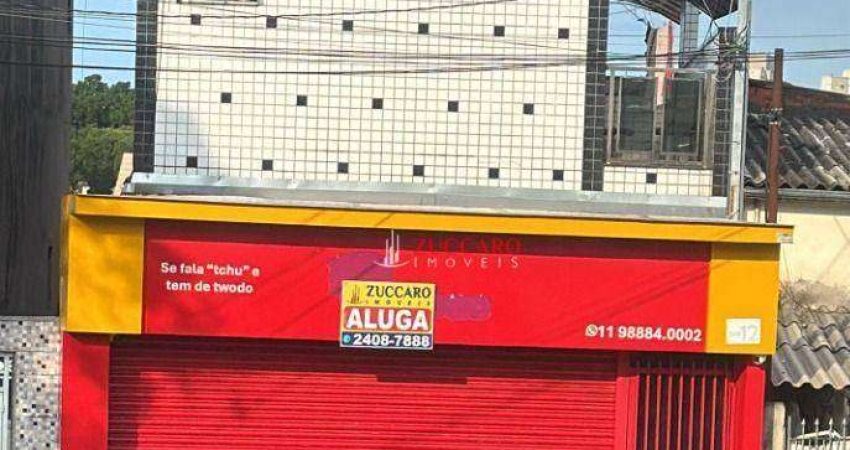 ZUCCARO
IMÓVEIS
Se fala "tchu" e
tem de twodo
ZUCCARO
IMÓVEIS
ALUGA
2408-7888
11 98884.0002
12